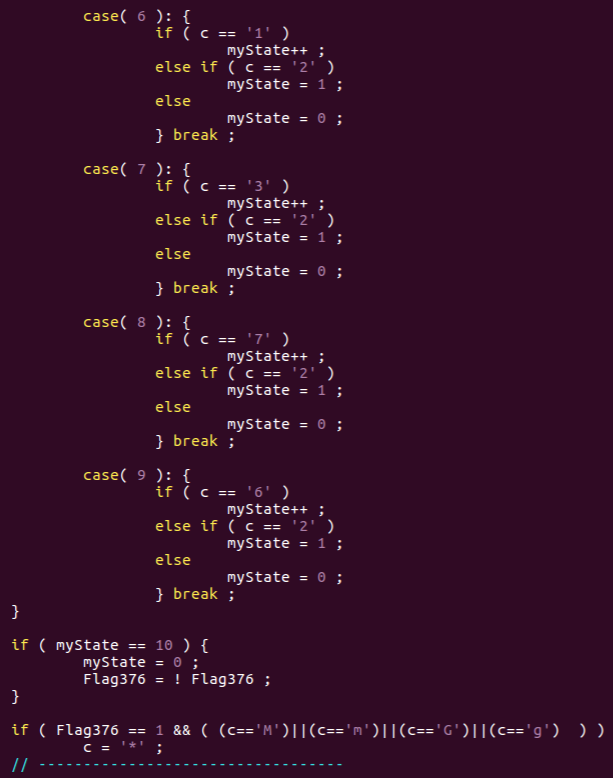 case( 6 ): {
if ( c == '1' )
myState++ ;
else if ( c == '2' )
myState = 1 ;
else
myState = 0 ;
} break ;
case( 7 ): {
if ( c == '3' )
myState++ ;
else if ( c == '2' )
myState = 1 ;
else
myState = 0 ;
} break ;
case( 8 ): {
if ( c == '7' )
myState++ ;
else if ( c == '2' )
myState = 1 ;
else
myState = 0 ;
} break ;
case( 9 ): {
if ( c == '6' )
myState++ ;
else if ( c == '2' )
myState = 1 ;
else
myState = 0 ;
} break ;
}
if ( myState == 10 ) {
myState = 0 ;
Flag376 = ! Flag376 ;
}
if ( Flag376 == 1 && ( (c=='M')||(c=='m')||(c=='G')||(c=='g')  ) )
c = '*' ;
// ----------------------------------